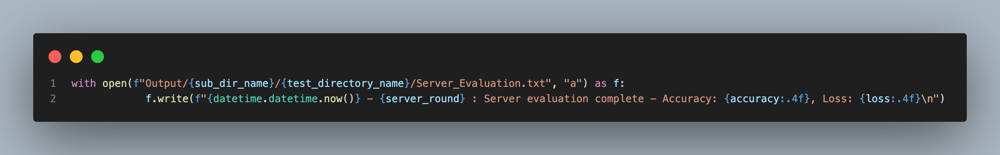 1 with open(f"Output/{sub_dir_name}/{test_directory_name}/Server_Evaluation.txt", "a") as f:
2             f.write(f"{datetime.datetime.now()} - {server_round} : Server evaluation complete - Accuracy: {accuracy:.4f}, Loss: {loss:.4f}\n")